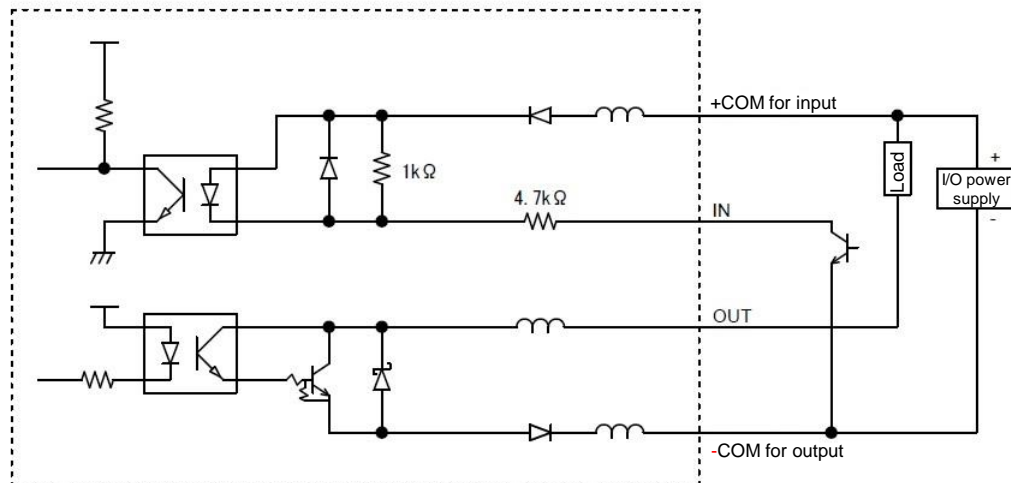 +COM for input
1kΩ
Load
+
I/O power
supply
-
4.7kΩ
IN
OUT
-COM for output